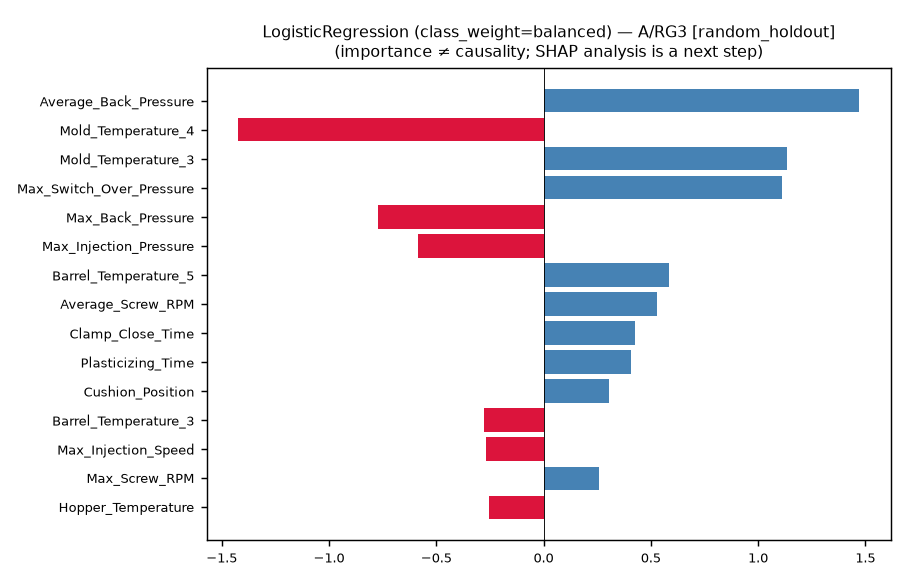 LogisticRegression (class_weight=balanced) — A/RG3 [random_holdout]
(importance ≠ causality; SHAP analysis is a next step)
Average_Back_Pressure
Mold_Temperature_4
Mold_Temperature_3
Max_Switch_Over_Pressure
Max_Back_Pressure
Max_Injection_Pressure
Barrel_Temperature_5
Average_Screw_RPM
Clamp_Close_Time
Plasticizing_Time
Cushion_Position
Barrel_Temperature_3
Max_Injection_Speed
Max_Screw_RPM
Hopper_Temperature
−1.5 −1.0 −0.5 0.0 0.5 1.0 1.5